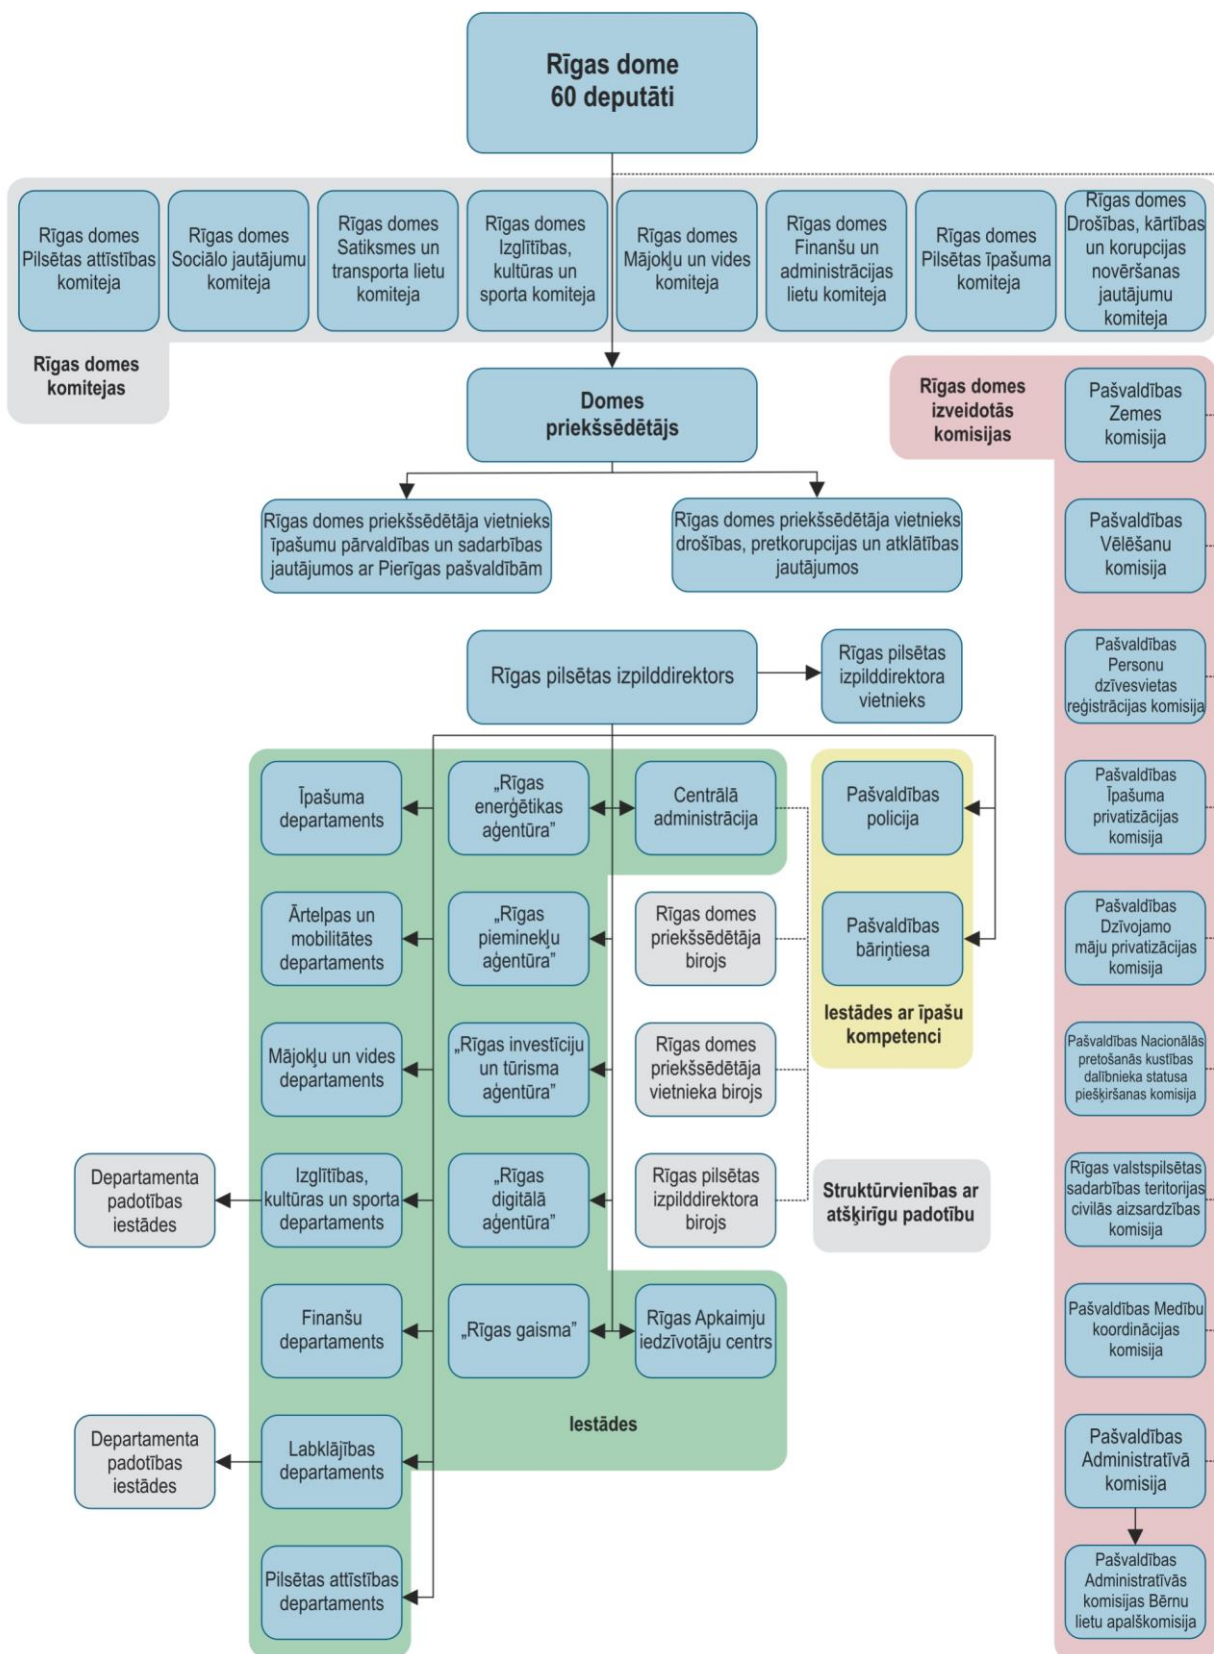 Rīgas dome
60 deputāti
Rīgas domes
Pilsētas attīstības
komiteja
Rīgas domes
Sociālo jautājumu
komiteja
Rīgas domes
Satiksmes un
transporta lietu
komiteja
Rīgas domes
Izglītības,
kultūras un
sporta komiteja
Rīgas domes
Mājokļu un vides
komiteja
Rīgas domes
Finanšu un
administrācijas
lietu komiteja
Rīgas domes
Pilsētas īpašuma
komiteja
Rīgas domes
Drošības, kārtības
un korupcijas
novēršanas
jautājumu
komiteja
Rīgas domes
komitejas
Domes
priekšsēdētājs
Rīgas domes
izveidotās
komisijas
Pašvaldības
Zemes
komisija
Rīgas domes priekšsēdētāja vietnieks
īpašumu pārvaldības un sadarbības
jautājumos ar Pierīgas pašvaldībām
Rīgas domes priekšsēdētāja vietnieks
drošības, pretkorupcijas un atklātības
jautājumos
Pašvaldības
Vēlēšanu
komisija
Rīgas pilsētas izpilddirektors
Rīgas pilsētas
izpilddirektora
vietnieks
Pašvaldības
Personu
dzīvesvietas
reģistrācijas komisija
Īpašuma
departaments
„Rīgas
enerģētikas
aģentūra”
Centrālā
administrācija
Pašvaldības
policija
Pašvaldības
Īpašuma
privatizācijas
komisija
Ārtelpas un
mobilitātes
departaments
„Rīgas
pieminekļu
aģentūra”
Rīgas domes
priekšsēdētāja
birojs
Pašvaldības
bāriņtiesa
Iestādes ar īpašu
kompetenci
Pašvaldības
Dzīvojamo
māju privatizācijas
komisija
Mājokļu un vides
departaments
„Rīgas investīciju
un tūrisma
aģentūra”
Rīgas domes
priekšsēdētāja
vietnieka birojs
Pašvaldības Nacionālās
pretošanās kustības
dalībnieka statusa
piešķiršanas komisija
Departamenta
padotības
iestādes
Izglītības,
kultūras un sporta
departaments
„Rīgas
digitālā
aģentūra”
Rīgas pilsētas
izpilddirektora
birojs
Struktūrvienības ar
atšķirīgu padotību
Rīgas valstspilsētas
sadarbības teritorijas
civilās aizsardzības
komisija
Finanšu
departaments
„Rīgas gaisma”
Rīgas Apkaimju
iedzīvotāju centrs
Pašvaldības Medību
koordinācijas
komisija
Iestādes
Departamenta
padotības
iestādes
Labklājības
departaments
Pašvaldības
Administratīvā
komisija
Pilsētas attīstības
departaments
Pašvaldības
Administratīvās
komisijas Bērnu
lietu apakškomisija